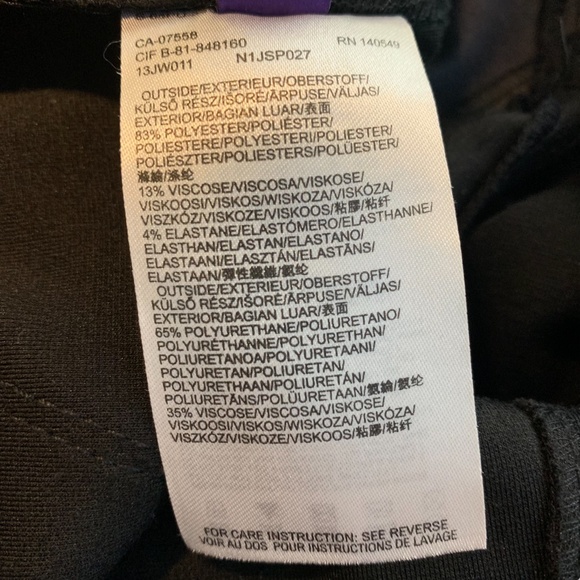 CA-07558
CIF B-81-848160
RN 140549
13JW011
N1JSP027
OUTSIDE/EXTERIEUR/OBERSTOFF/
KÜLSŐ RÉSZ/IŠORĖ/ĀRPUSE/VÄLJAS/
EXTERIOR/BAGIAN LUAR/表面
83% POLYESTER/POLIÉSTER/
POLIESTERE/POLYESTERI/POLIESTER/
POLIÉSZTER/POLIESTERS/POLÜESTER/
滌綸/涤纶
13% VISCOSE/VISCOSA/VISKOSE/
VISKOOSI/VISKOS/WISKOZA/VISKÓZA/
VISZKÓZ/VISKOZE/VISKOOS/粘膠/粘纤
4% ELASTANE/ELASTÓMERO/ELASTHANNE/
ELASTHAN/ELASTAN/ELASTANO/
ELASTAANI/ELASZTÁN/ELASTĀNS/
ELASTAAN/彈性纖維/氨纶
OUTSIDE/EXTERIEUR/OBERSTOFF/
KÜLSŐ RÉSZ/IŠORĖ/ĀRPUSE/VÄLJAS/
EXTERIOR/BAGIAN LUAR/表面
65% POLYURETHANE/POLIURETANO/
POLYURÉTHANNE/POLYURETHAN/
POLIURETANOA/POLYURETAANI/
POLYURETAN/POLIURETAN/
POLYURETHAAN/POLIURETÁN/
POLIURETĀNS/POLÜURETAAN/氨綸/氨纶
35% VISCOSE/VISCOSA/VISKOSE/
VISKOOSI/VISKOS/WISKOZA/VISKÓZA/
VISZKÓZ/VISKOZE/VISKOOS/粘膠/粘纤
FOR CARE INSTRUCTION: SEE REVERSE
VOIR AU DOS POUR INSTRUCTIONS DE LAVAGE